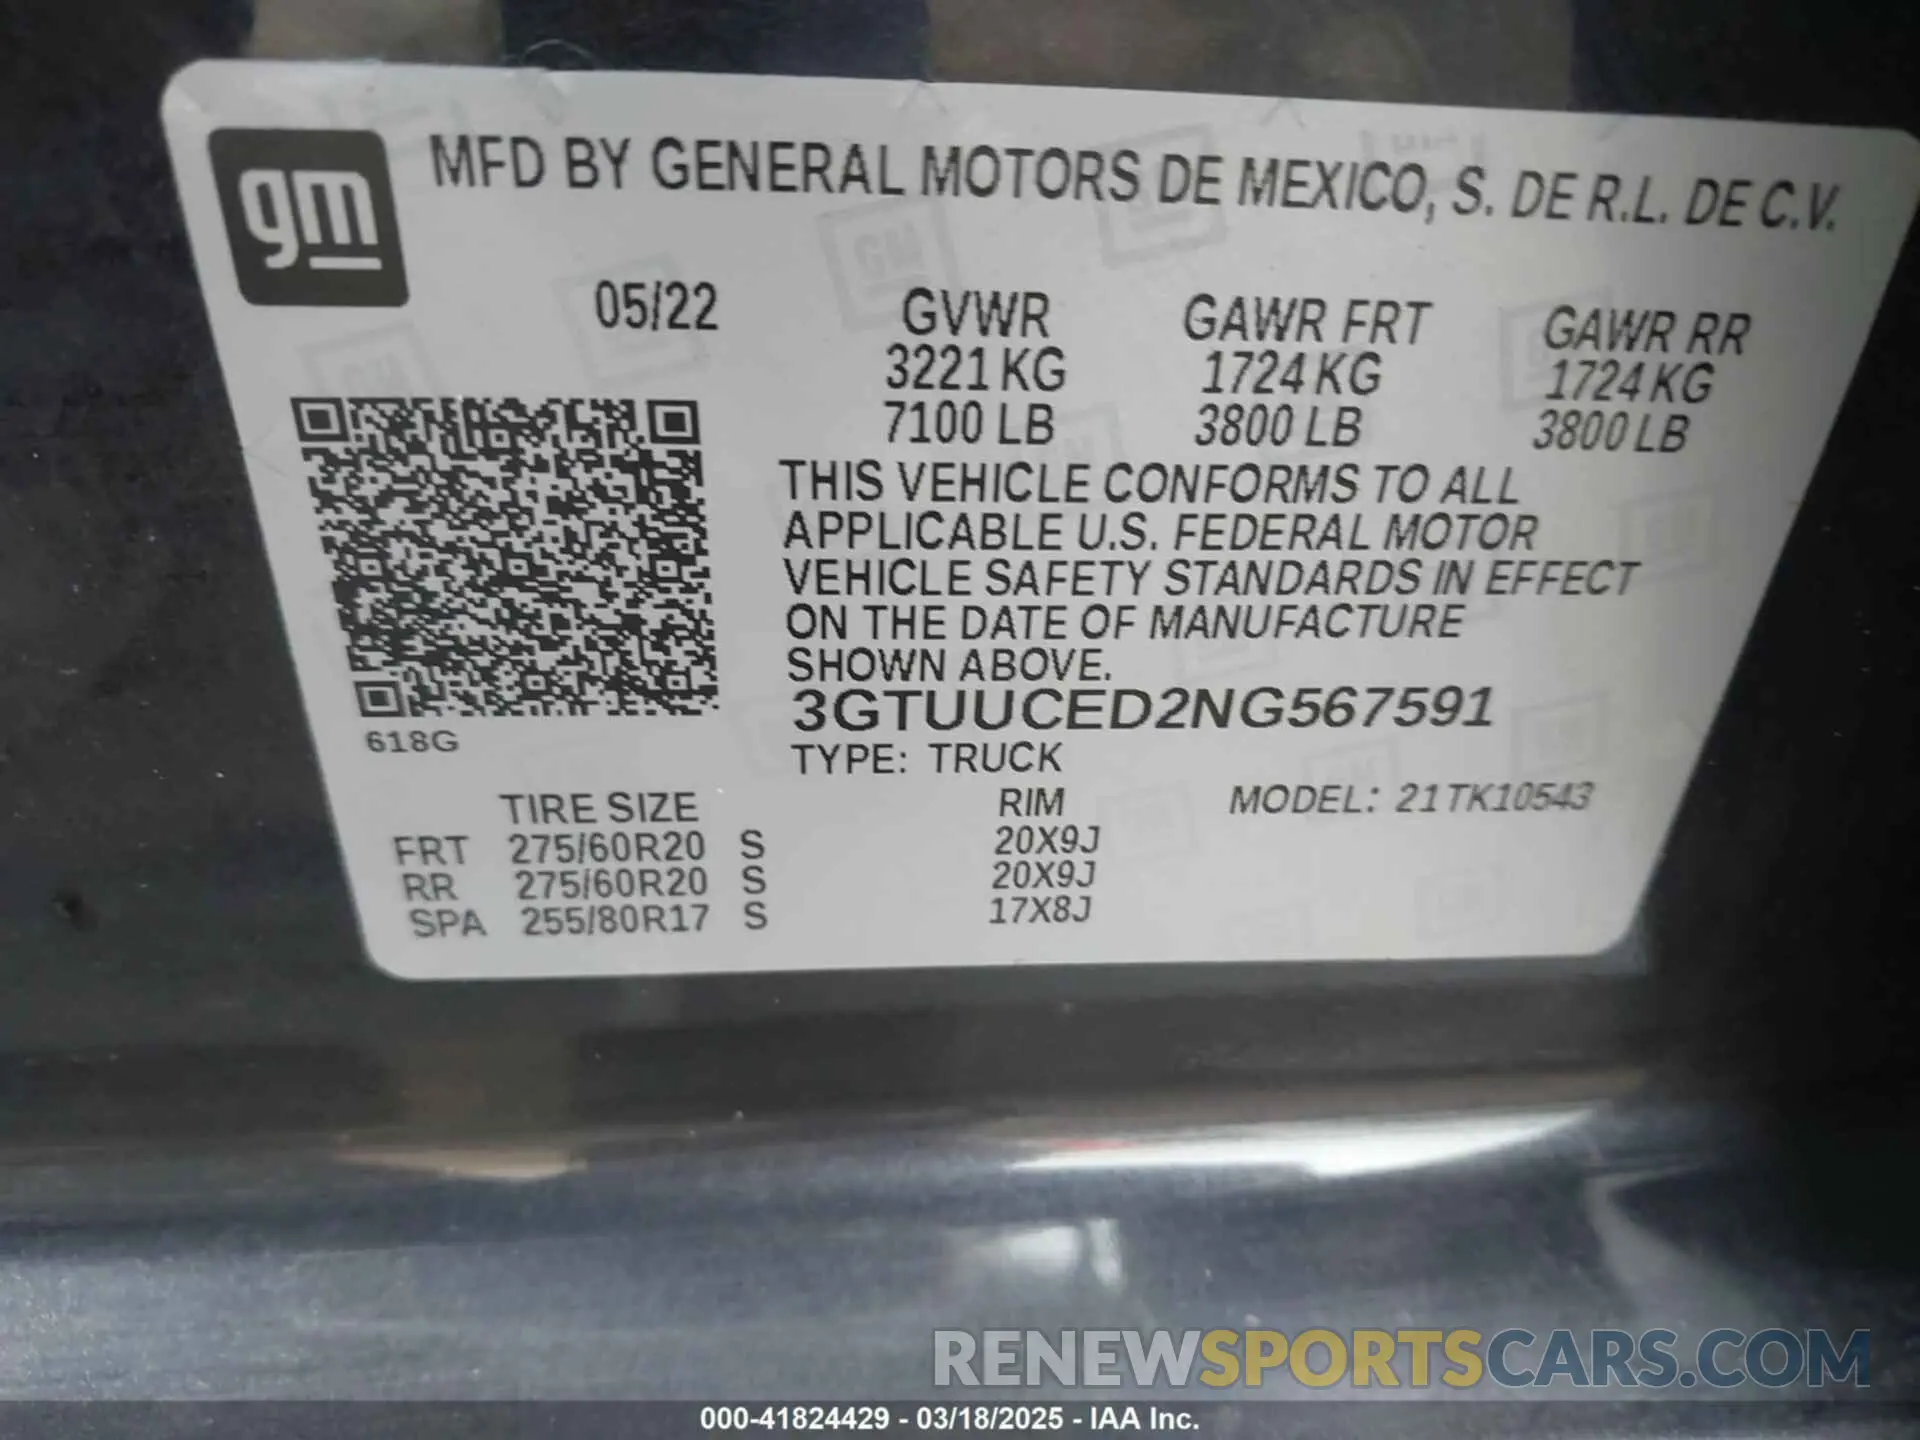 gm
MFD BY GENERAL MOTORS DE MEXICO, S. DE R.L. DE C.V.
05/22 GVWR GAWR FRT GAWR RR
3221 KG 1724 KG 1724 KG
7100 LB 3800 LB 3800 LB
THIS VEHICLE CONFORMS TO ALL
APPLICABLE U.S. FEDERAL MOTOR
VEHICLE SAFETY STANDARDS IN EFFECT
ON THE DATE OF MANUFACTURE
SHOWN ABOVE.
3GTUUCED2NG567591
618G
TYPE: TRUCK
TIRE SIZE RIM MODEL: 21TK10543
FRT 275/60R20 S 20X9J
RR 275/60R20 S 20X9J
SPA 255/80R17 S 17X8J
RENEWSPORTSCARS.COM
000-41824429 - 03/18/2025 - IAA Inc.